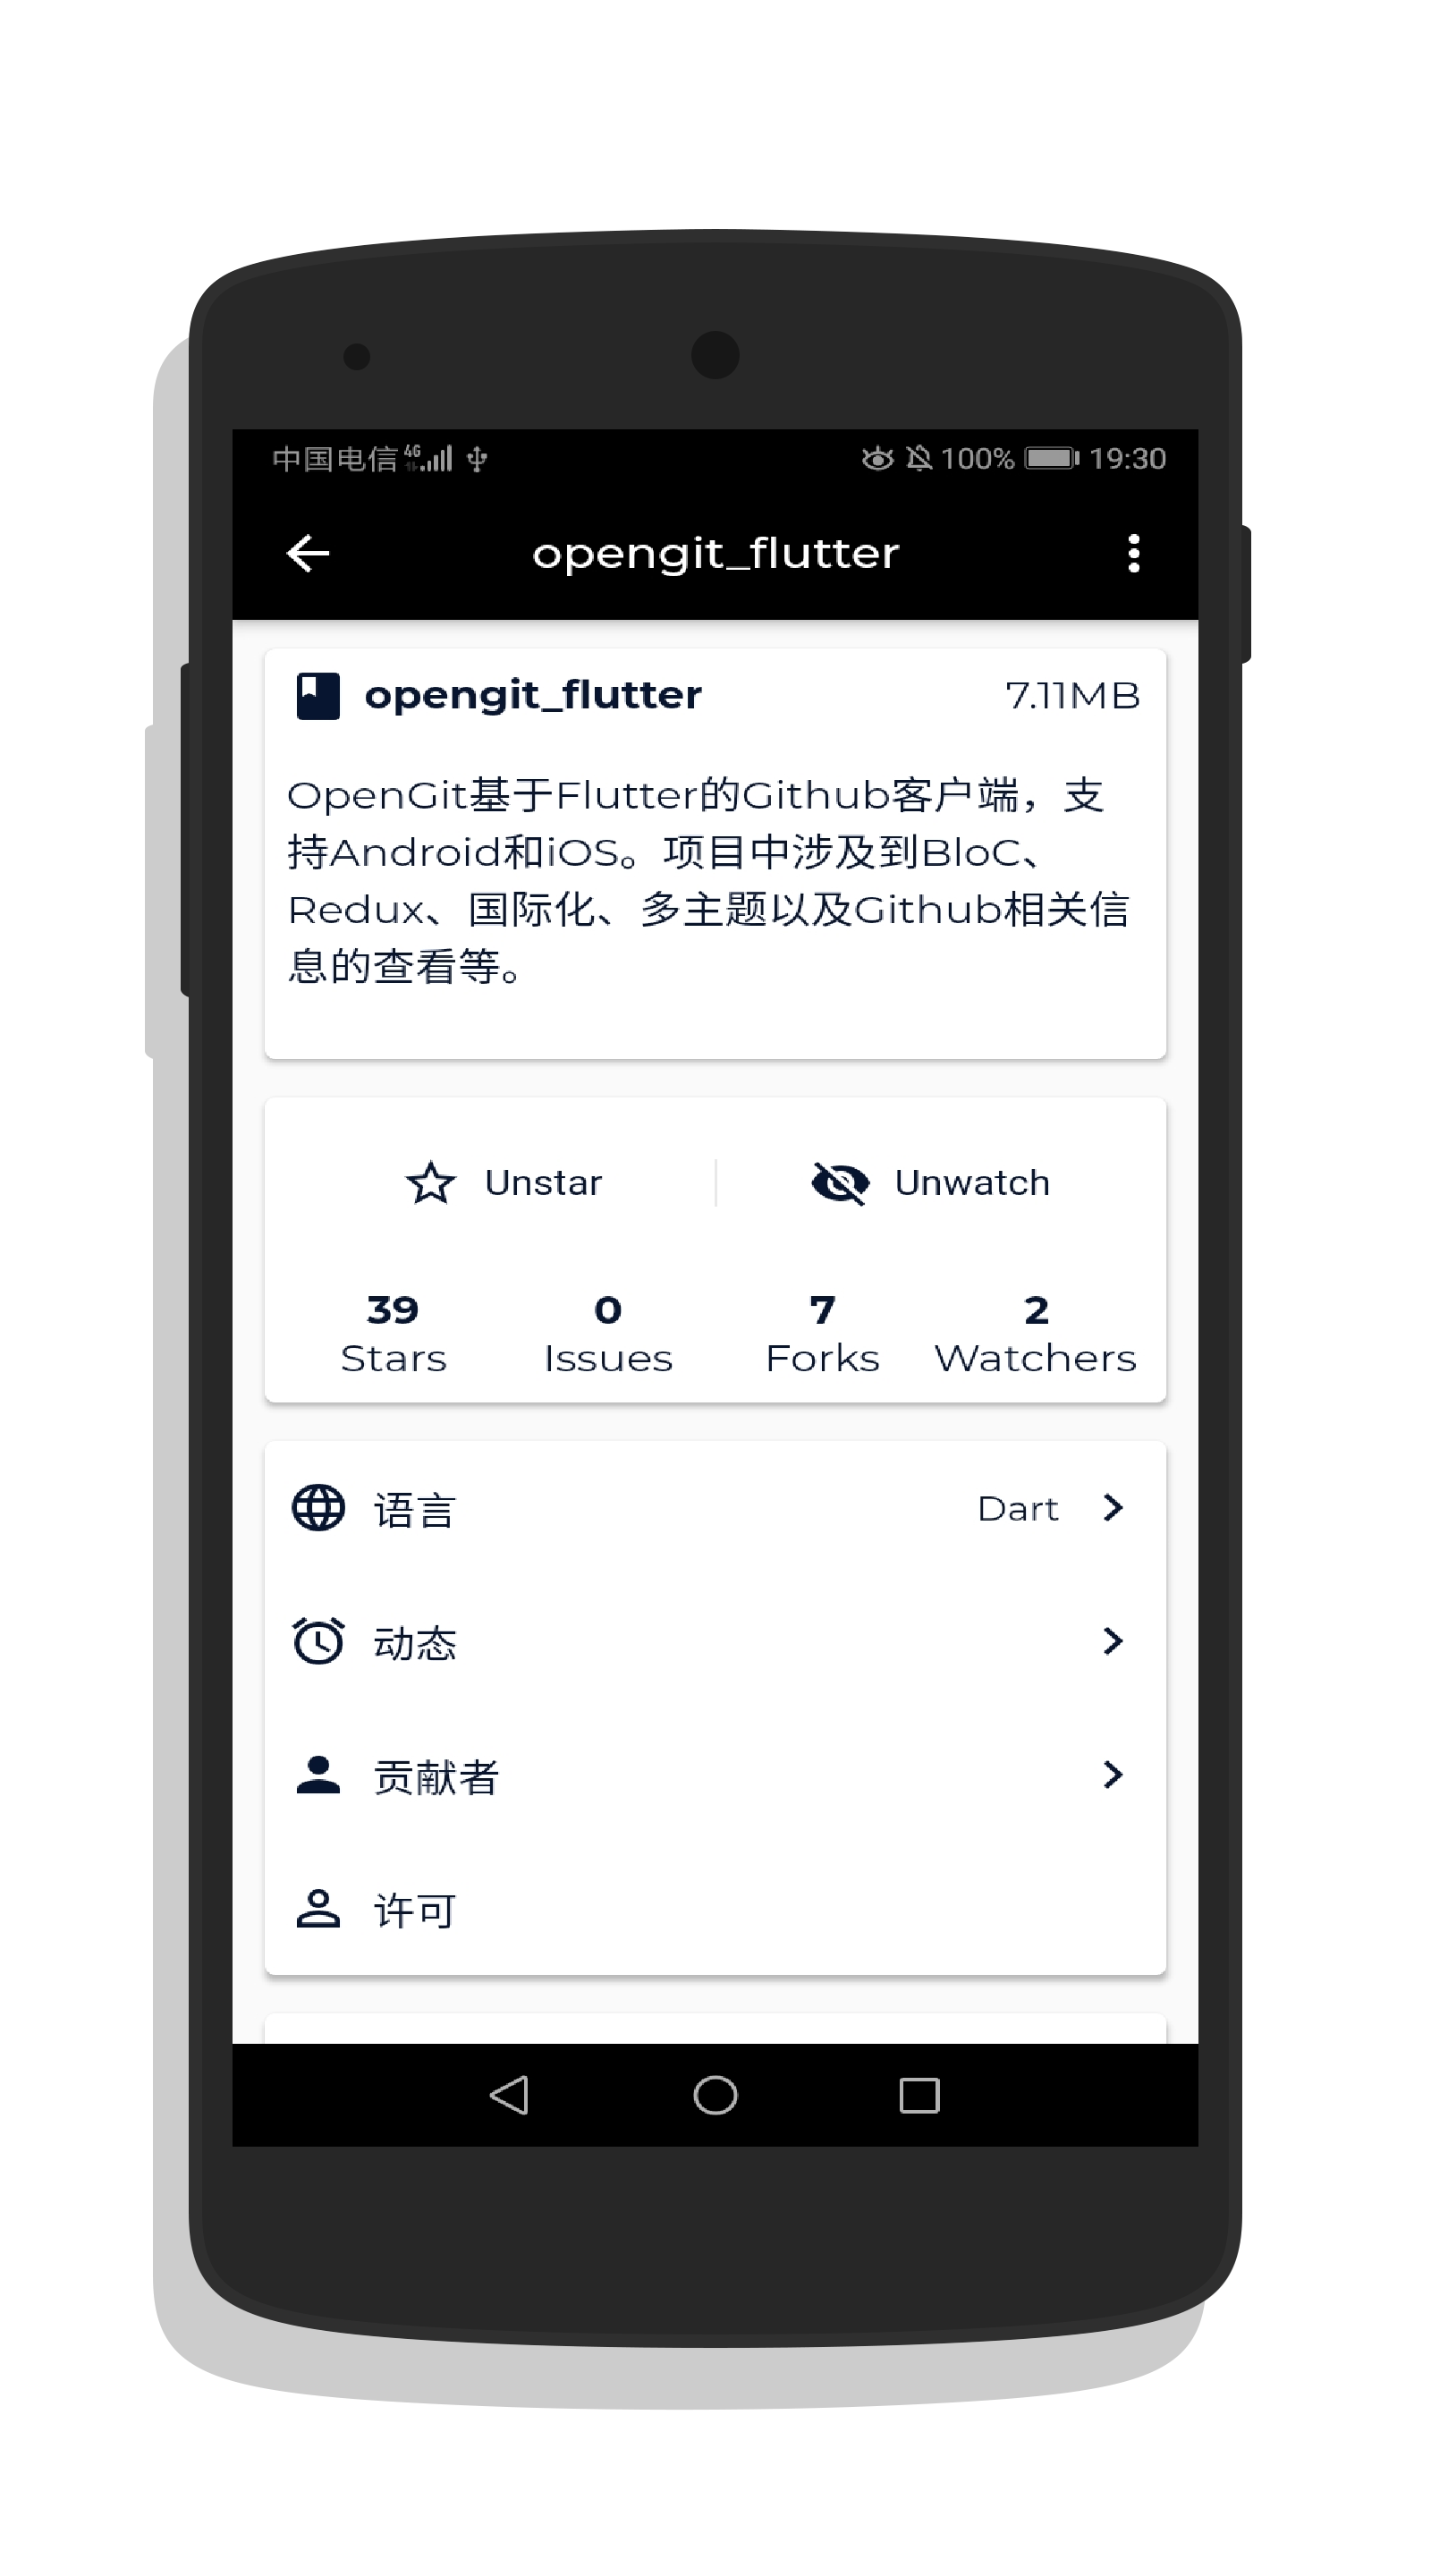 中国电信 4G 100% 19:30
opengit_flutter
opengit_flutter 7.11MB
OpenGit基于Flutter的Github客户端，支
持Android和iOS。项目中涉及到BloC、
Redux、国际化、多主题以及Github相关信
息的查看等。
Unstar Unwatch
39 0 7 2
Stars Issues Forks Watchers
语言 Dart
动态
贡献者
许可